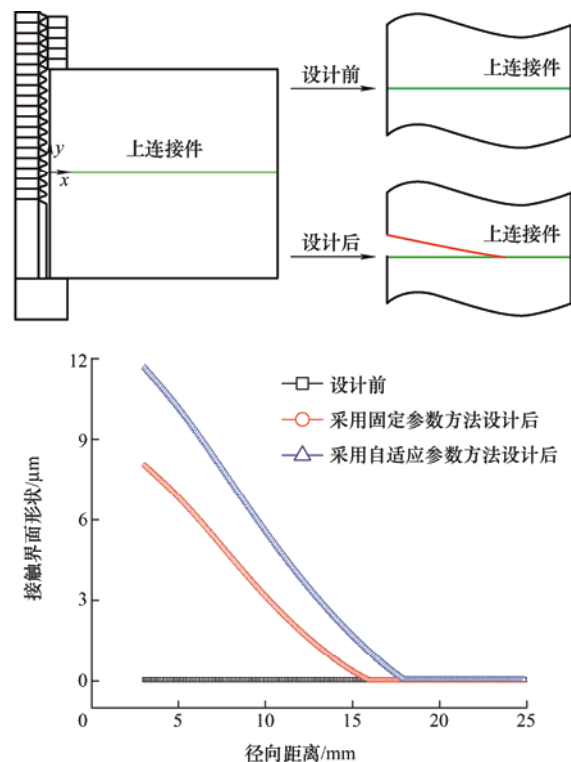 设计前
上连接件
上连接件
y
x
设计后
上连接件
12
9
6
3
0
0
5
10
15
20
25
接触界面形状/μm
径向距离/mm
设计前
采用固定参数方法设计后
采用自适应参数方法设计后